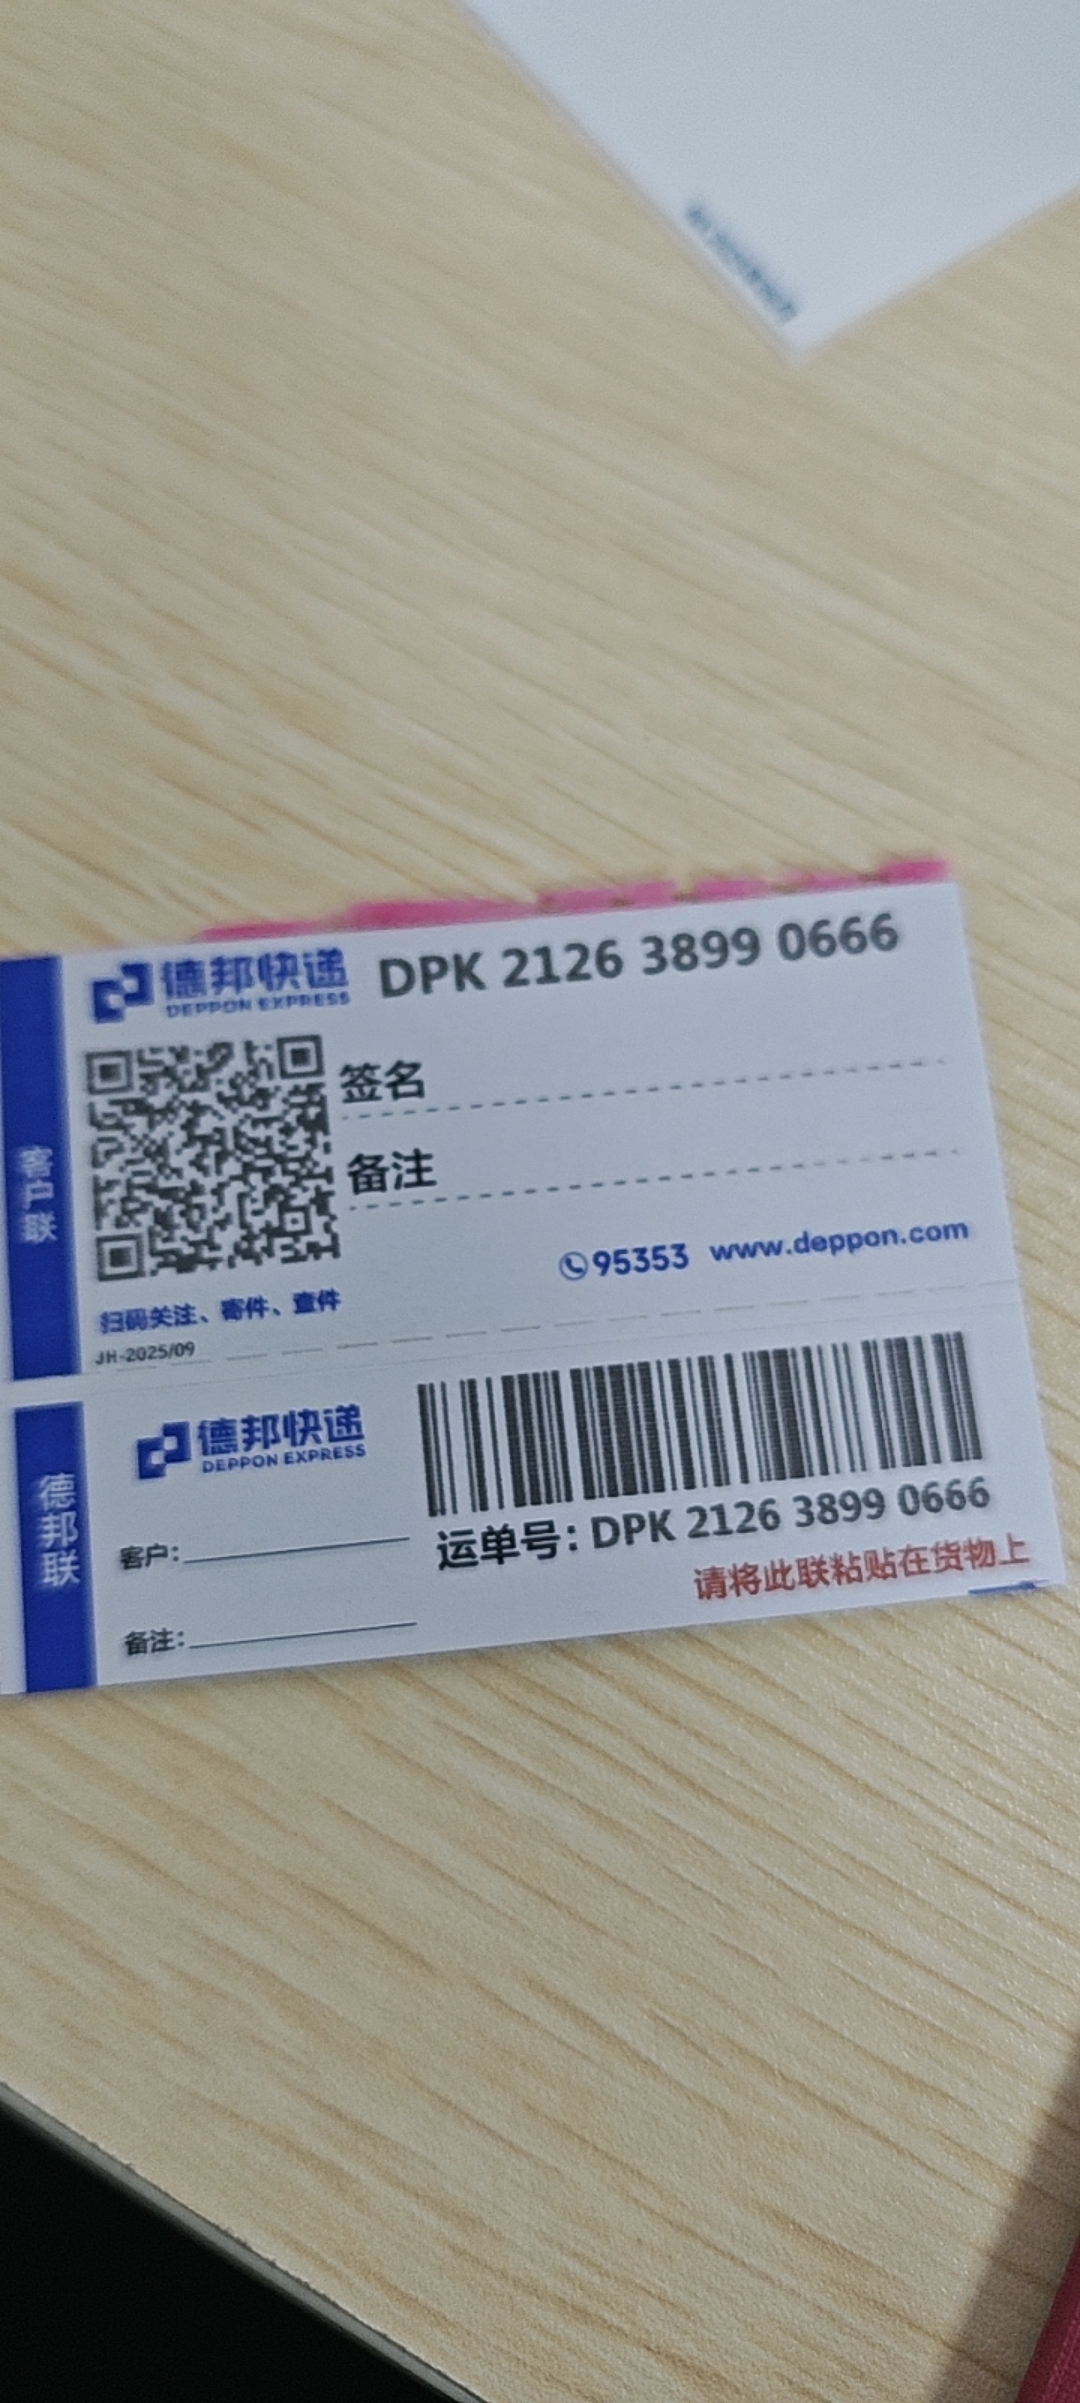 德邦快递 DPK 2126 3899 0666
DEPPON EXPRESS
签名
备注
客户联
95353 www.deppon.com
扫码关注、寄件、查件
JH-2025/09
德邦快递
DEPPON EXPRESS
德邦联
运单号：DPK 2126 3899 0666
客户：
请将此联粘贴在货物上
备注：